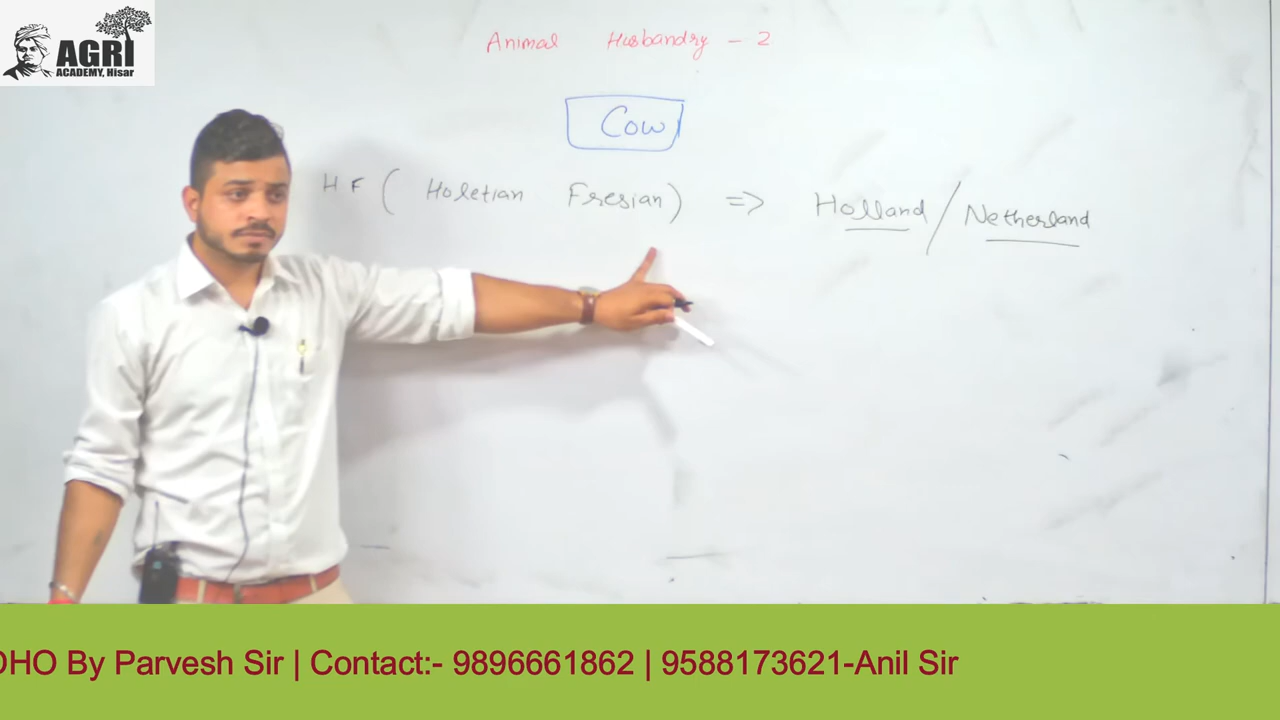 AGRI
ACADEMY, Hisar
Animal Husbandry - 2
Cow
HF ( Holetian Fresian) => Holland / Netherland
DHO By Parvesh Sir | Contact:- 9896661862 | 9588173621-Anil Sir